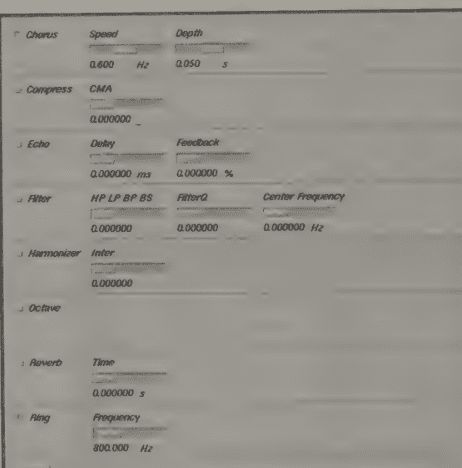 Chorus Speed Depth
0.600 Hz 0.050 s
Compress CMA
0.000000
Echo Delay Feedback
0.000000 ms 0.000000 %
Filter HP LP BP BS FilterQ Center Frequency
0.000000 0.000000 0.000000 Hz
Harmonizer Inter
0.000000
Octave
Reverb Time
0.000000 s
Ring Frequency
800.000 Hz